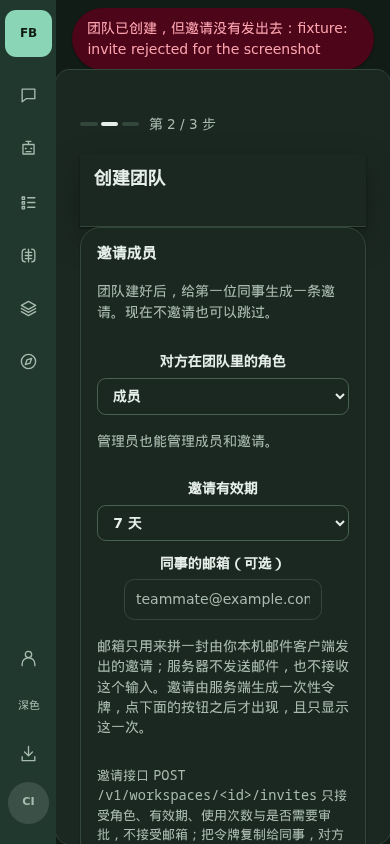 FB
团队已创建，但邀请没有发出去：fixture:
invite rejected for the screenshot
第 2 / 3 步
创建团队
邀请成员
团队建好后，给第一位同事生成一条邀
请。现在不邀请也可以跳过。
对方在团队里的角色
成员
管理员也能管理成员和邀请。
邀请有效期
7 天
同事的邮箱（可选）
teammate@example.con
邮箱只用来拼一封由你本机邮件客户端发
出的邀请；服务器不发送邮件，也不接收
这个输入。邀请由服务端生成一次性令
牌，点下面的按钮之后才出现，且只显示
这一次。
邀请接口 POST
/v1/workspaces/<id>/invites 只接
受角色、有效期、使用次数与是否需要审
批，不接受邮箱；把令牌复制给同事，对方
深色
CI